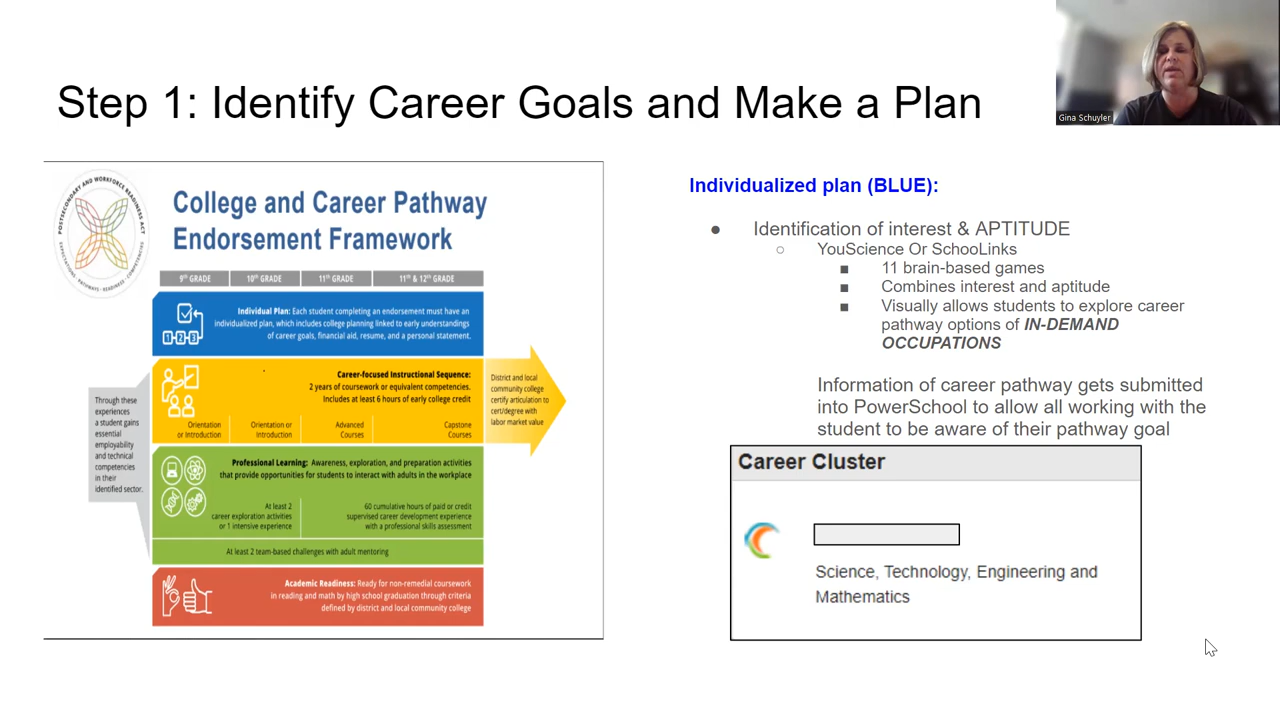 Step 1: Identify Career Goals and Make a Plan
Gina Schuyler
POSTSECONDARY AND WORKFORCE READINESS ACT
EXPECTATIONS · PATHWAYS · READINESS · COMPETENCIES
College and Career Pathway
Endorsement Framework
9TH GRADE 10TH GRADE 11TH GRADE 11TH & 12TH GRADE
Individual Plan: Each student completing an endorsement must have an
individualized plan, which includes college planning linked to early understandings
of career goals, financial aid, resume, and a personal statement.
1 2 3
Career-focused Instructional Sequence:
2 years of coursework or equivalent competencies.
Includes at least 6 hours of early college credit
Orientation
or Introduction
Orientation or
Introduction
Advanced
Courses
Capstone
Courses
District and local
community college
certify articulation to
cert/degree with
labor market value
Through these
experiences
a student gains
essential
employability
and technical
competencies
in their
identified sector.
Professional Learning: Awareness, exploration, and preparation activities
that provide opportunities for students to interact with adults in the workplace
At least 2
career exploration activities
or 1 intensive experience
60 cumulative hours of paid or credit
supervised career development experience
with a professional skills assessment
At least 2 team-based challenges with adult mentoring
Academic Readiness: Ready for non-remedial coursework
in reading and math by high school graduation through criteria
defined by district and local community college
Individualized plan (BLUE):
● Identification of interest & APTITUDE
○ YouScience Or SchooLinks
■ 11 brain-based games
■ Combines interest and aptitude
■ Visually allows students to explore career
pathway options of IN-DEMAND
OCCUPATIONS
Information of career pathway gets submitted
into PowerSchool to allow all working with the
student to be aware of their pathway goal
Career Cluster
Science, Technology, Engineering and
Mathematics